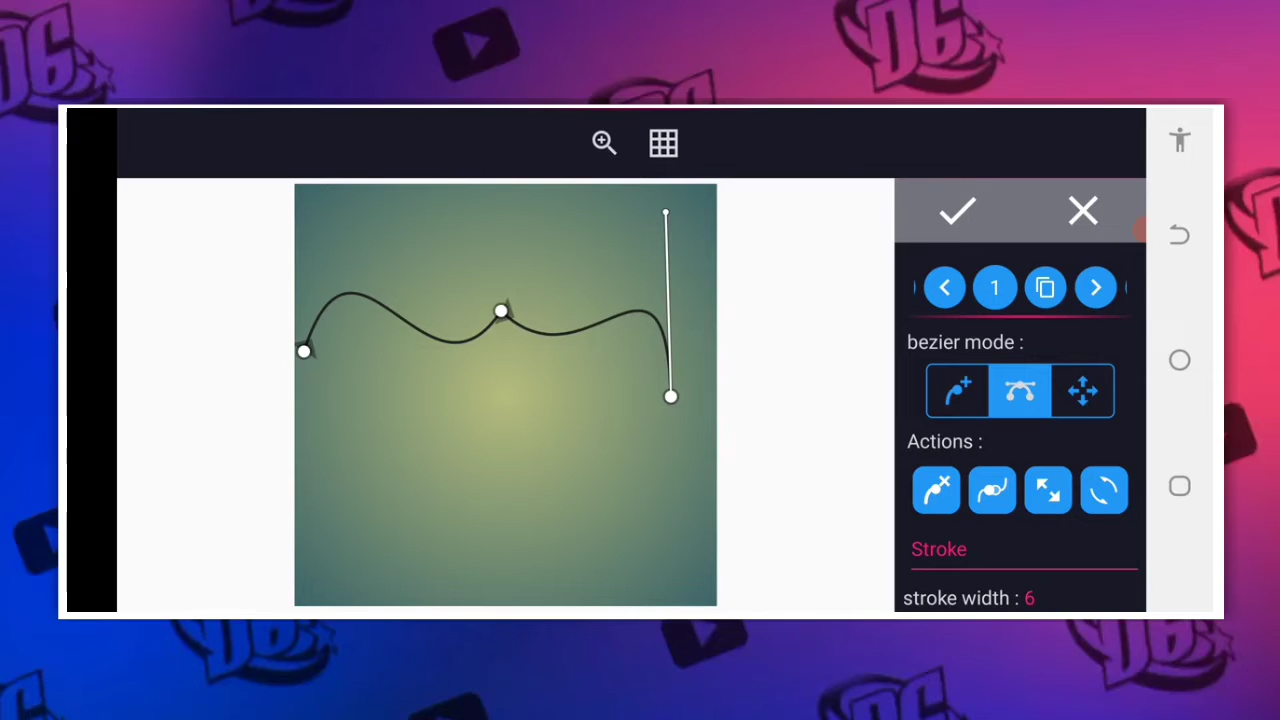 1
bezier mode :
Actions :
Stroke
stroke width : 6